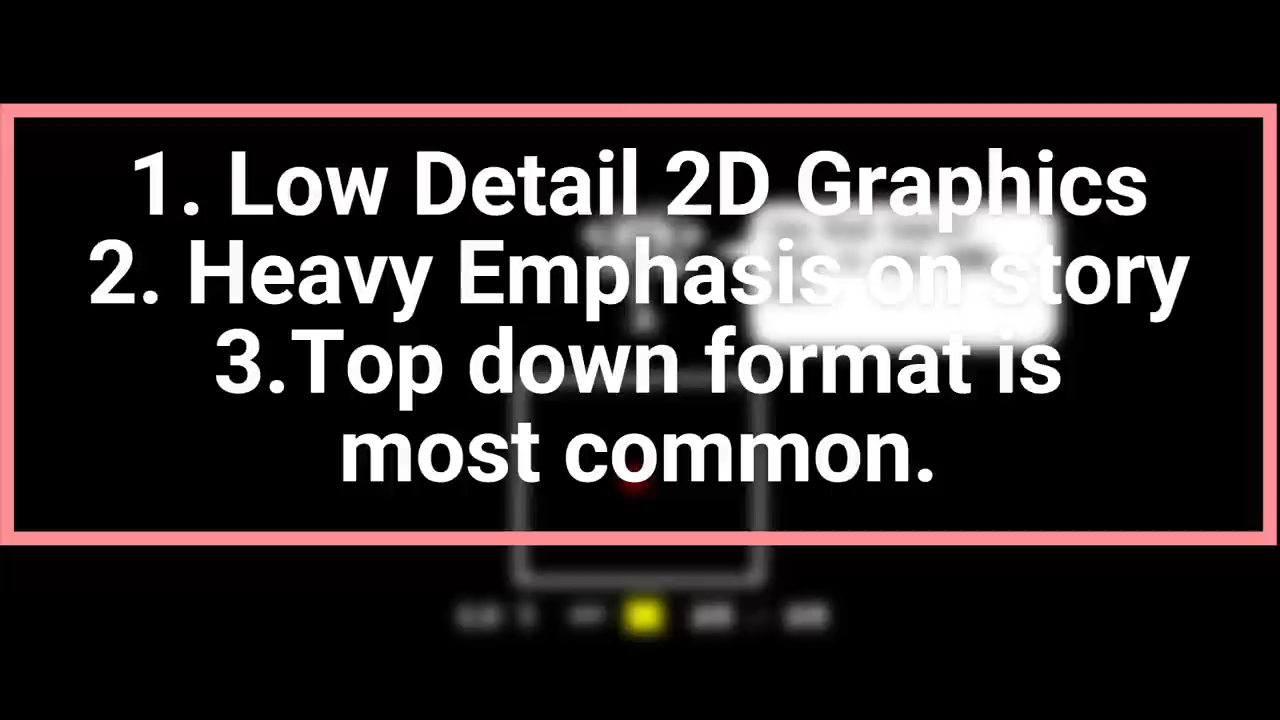 1. Low Detail 2D Graphics
2. Heavy Emphasis on story
3.Top down format is
most common.